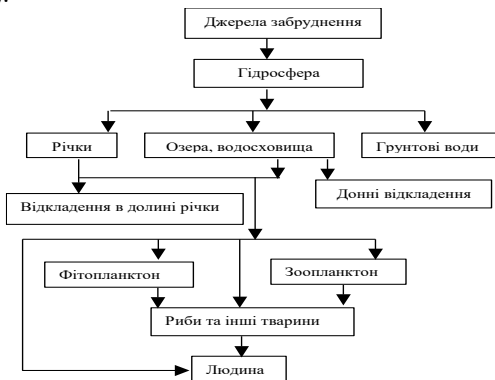 Джерела забруднення
Гідросфера
Річки
Озера, водосховища
Грунтові води
Відкладення в долині річки
Донні відкладення
Фітопланктон
Зоопланктон
Риби та інші тварини
Людина